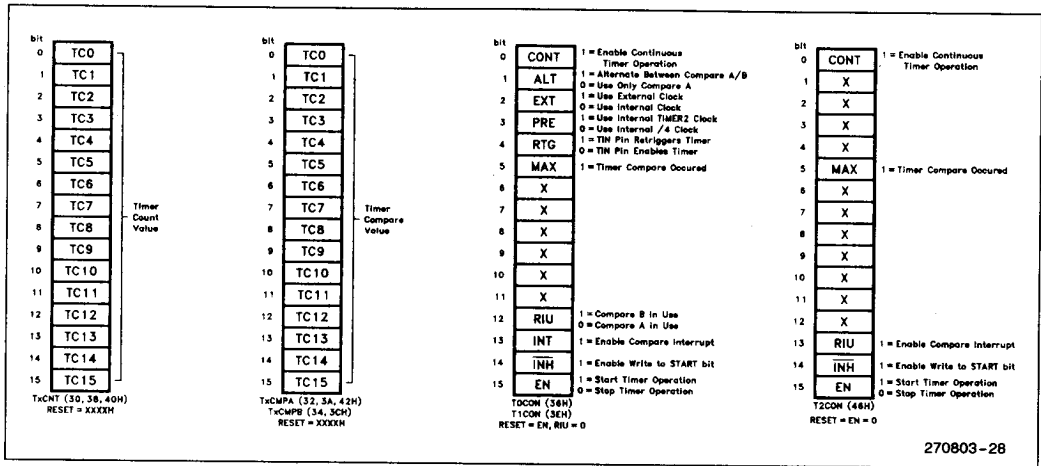 bit
0 TC0
1 TC1
2 TC2
3 TC3
4 TC4
5 TC5
6 TC6
7 TC7
8 TC8
9 TC9
10 TC10
11 TC11
12 TC12
13 TC13
14 TC14
15 TC15
Timer
Count
Value
TxCNT (30, 38, 40H)
RESET = XXXXH
bit
0 TC0
1 TC1
2 TC2
3 TC3
4 TC4
5 TC5
6 TC6
7 TC7
8 TC8
9 TC9
10 TC10
11 TC11
12 TC12
13 TC13
14 TC14
15 TC15
Timer
Compare
Value
TxCMPA (32, 3A, 42H)
TxCMPB (34, 3CH)
RESET = XXXXH
bit
0 CONT 1 = Enable Continuous
Timer Operation
1 ALT 1 = Alternate Between Compare A/B
0 = Use Only Compare A
2 EXT 1 = Use External Clock
0 = Use Internal Clock
3 PRE 1 = Use Internal TIMER2 Clock
0 = Use Internal /4 Clock
4 RTG 1 = TIN Pin Retriggers Timer
0 = TIN Pin Enables Timer
5 MAX 1 = Timer Compare Occured
6 X
7 X
8 X
9 X
10 X
11 X
12 RIU 1 = Compare B in Use
0 = Compare A in Use
13 INT 1 = Enable Compare Interrupt
14 INH 1 = Enable Write to START bit
15 EN 1 = Start Timer Operation
0 = Stop Timer Operation
T0CON (36H)
T1CON (3EH)
RESET = EN, RIU = 0
bit
0 CONT 1 = Enable Continuous
Timer Operation
1 X
2 X
3 X
4 X
5 MAX 1 = Timer Compare Occured
6 X
7 X
8 X
9 X
10 X
11 X
12 X
13 RIU 1 = Enable Compare Interrupt
14 INH 1 = Enable Write to START bit
15 EN 1 = Start Timer Operation
0 = Stop Timer Operation
T2CON (46H)
RESET = EN = 0
270803-28